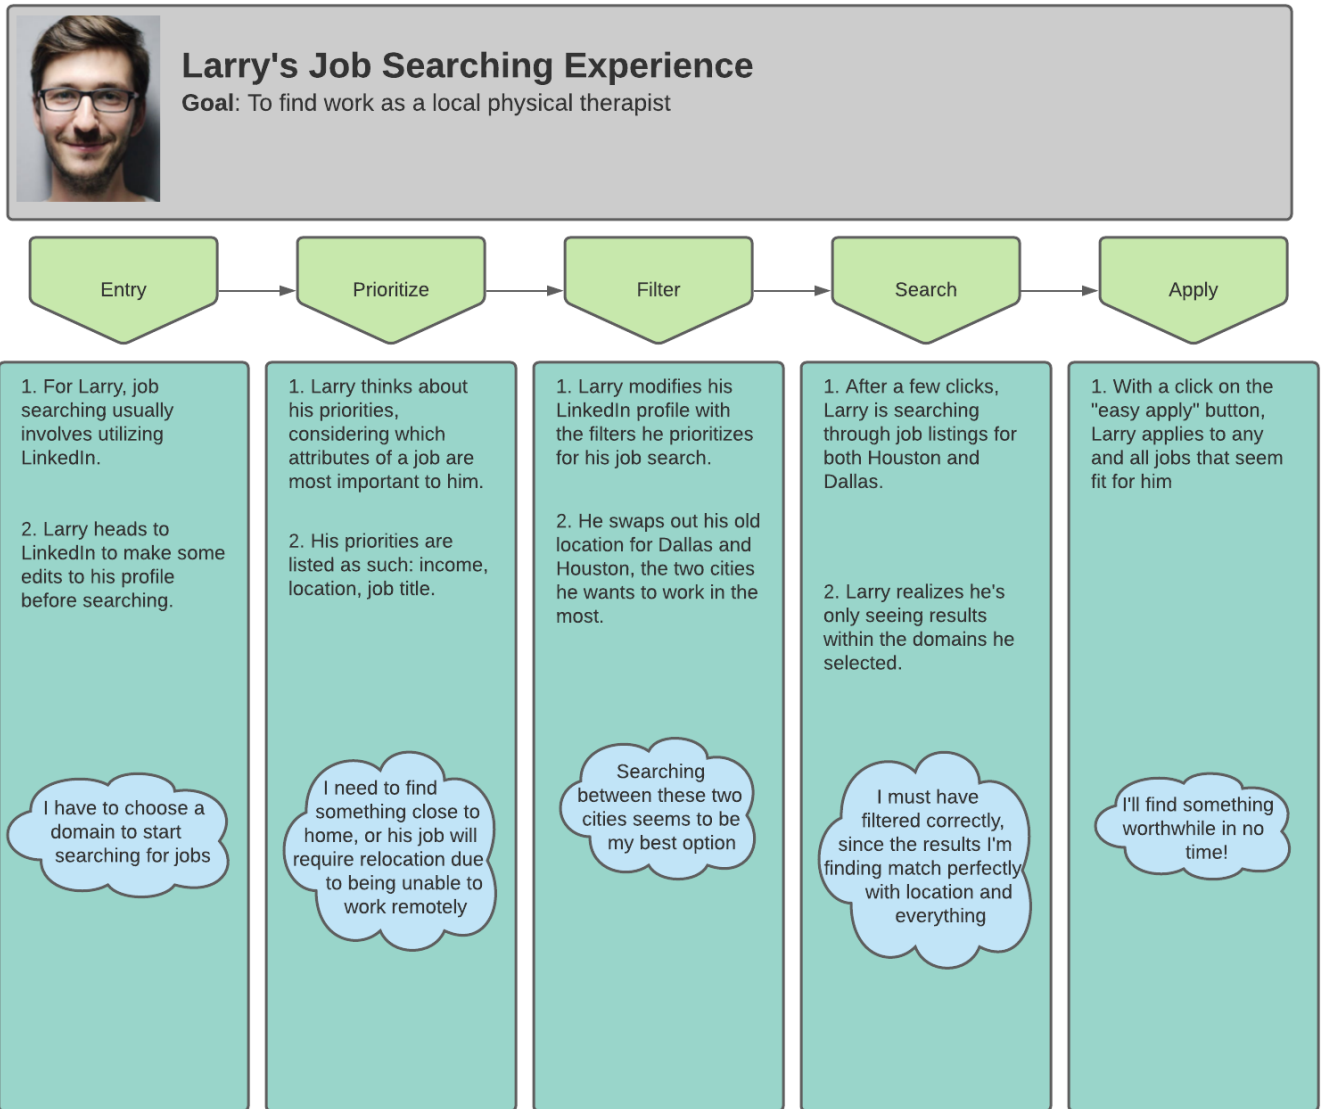 Larry's Job Searching Experience
Goal: To find work as a local physical therapist
Entry
Prioritize
Filter
Search
Apply
1. For Larry, job
searching usually
involves utilizing
LinkedIn.
2. Larry heads to
LinkedIn to make some
edits to his profile
before searching.
I have to choose a
domain to start
searching for jobs
1. Larry thinks about
his priorities,
considering which
attributes of a job are
most important to him.
2. His priorities are
listed as such: income,
location, job title.
I need to find
something close to
home, or his job will
require relocation due
to being unable to
work remotely
1. Larry modifies his
LinkedIn profile with
the filters he prioritizes
for his job search.
2. He swaps out his old
location for Dallas and
Houston, the two cities
he wants to work in the
most.
Searching
between these two
cities seems to be
my best option
1. After a few clicks,
Larry is searching
through job listings for
both Houston and
Dallas.
2. Larry realizes he's
only seeing results
within the domains he
selected.
I must have
filtered correctly,
since the results I'm
finding match perfectly
with location and
everything
1. With a click on the
"easy apply" button,
Larry applies to any
and all jobs that seem
fit for him
I'll find something
worthwhile in no
time!